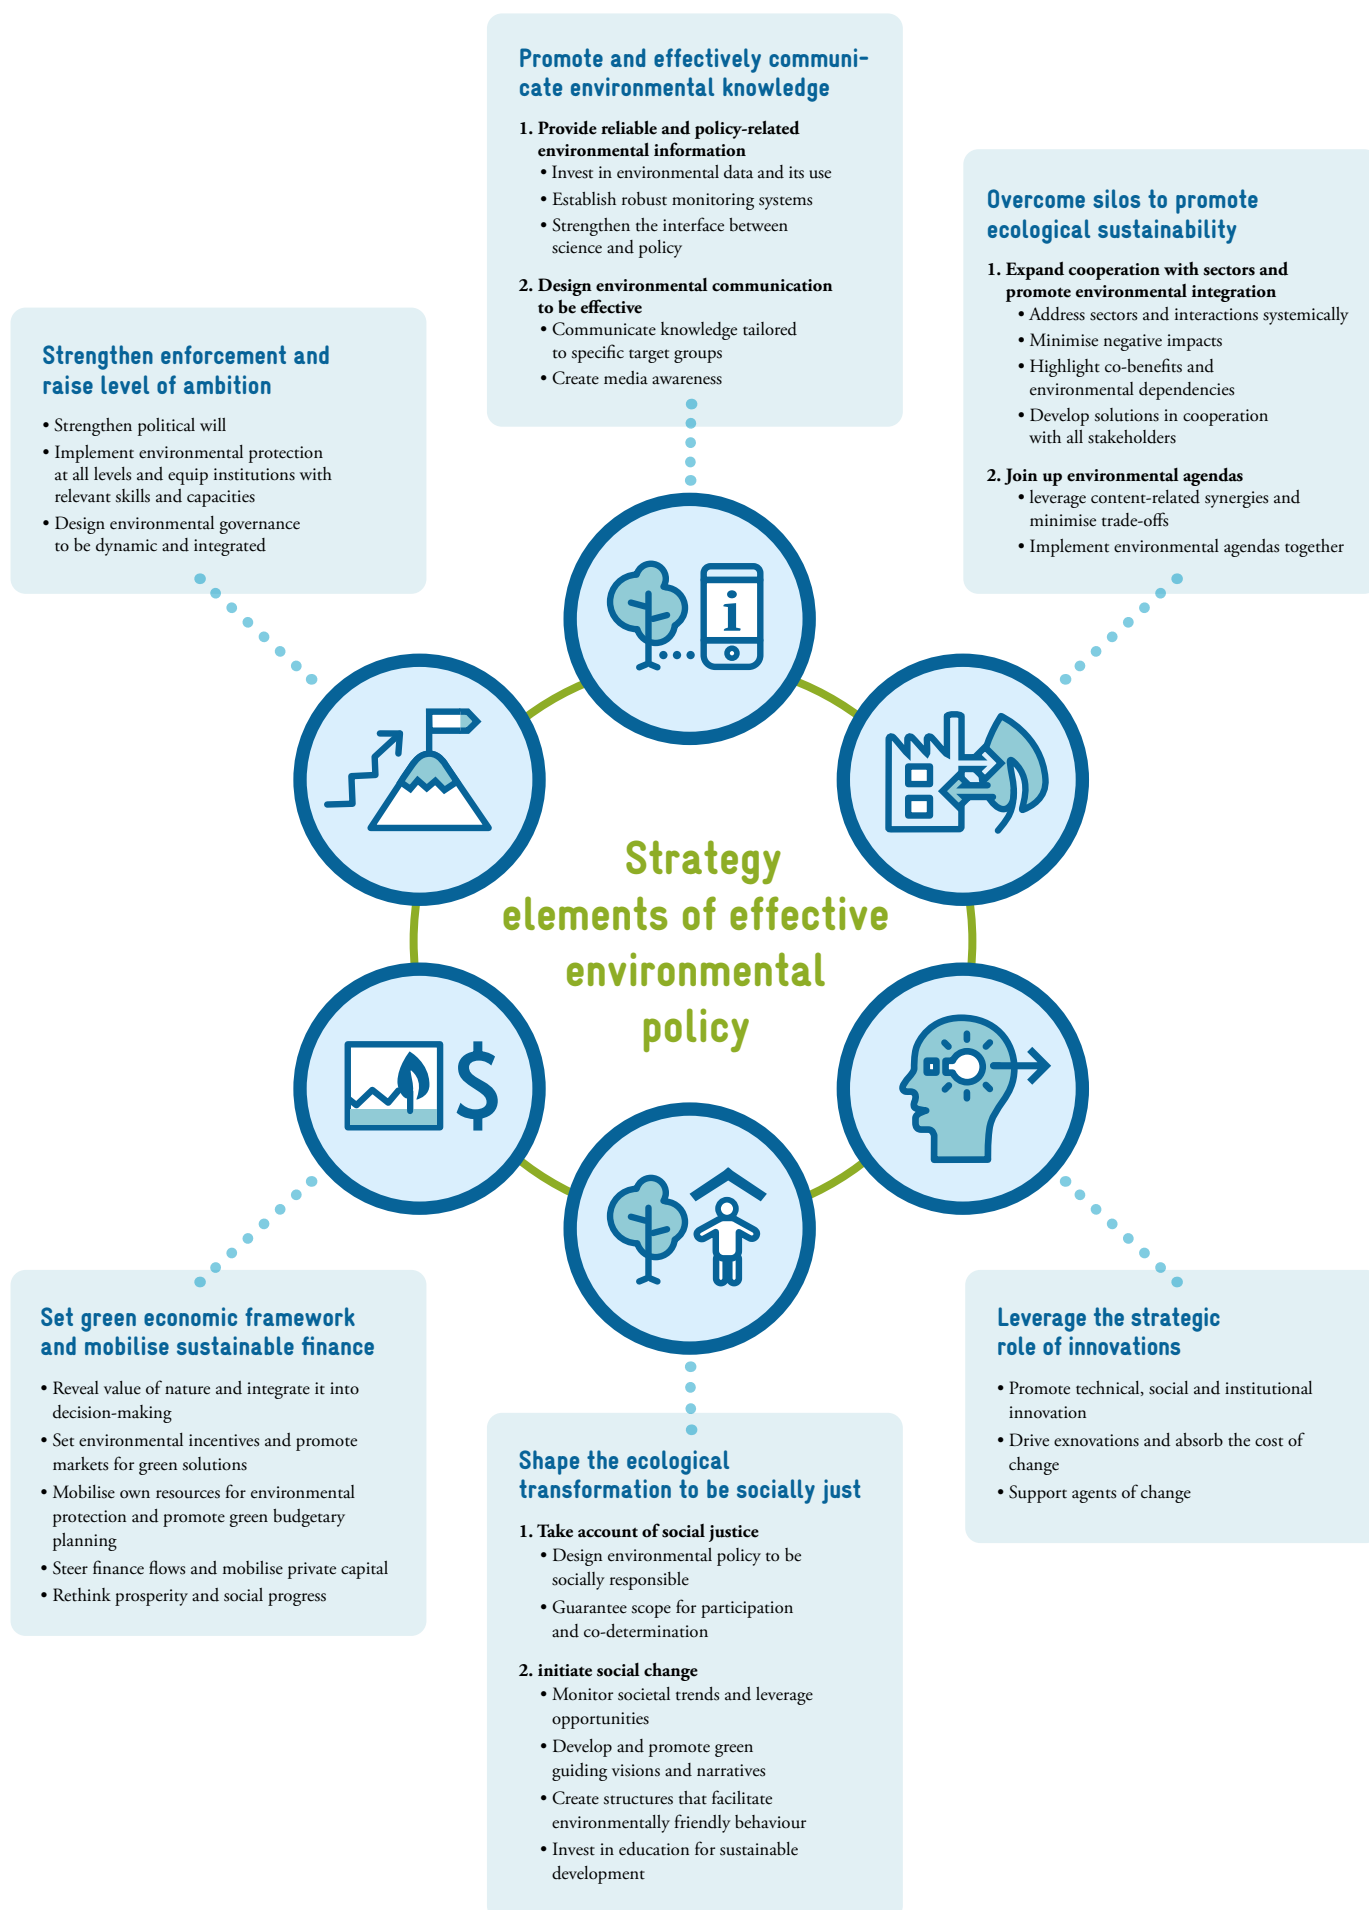 Promote and effectively communi-
cate environmental knowledge
1. Provide reliable and policy-related
environmental information
• Invest in environmental data and its use
• Establish robust monitoring systems
• Strengthen the interface between
science and policy
2. Design environmental communication
to be effective
• Communicate knowledge tailored
to specific target groups
• Create media awareness
Overcome silos to promote
ecological sustainability
1. Expand cooperation with sectors and
promote environmental integration
• Address sectors and interactions systemically
• Minimise negative impacts
• Highlight co-benefits and
environmental dependencies
• Develop solutions in cooperation
with all stakeholders
2. Join up environmental agendas
• leverage content-related synergies and
minimise trade-offs
• Implement environmental agendas together
Strengthen enforcement and
raise level of ambition
• Strengthen political will
• Implement environmental protection
at all levels and equip institutions with
relevant skills and capacities
• Design environmental governance
to be dynamic and integrated
i
Strategy
elements of effective
environmental
policy
$
Set green economic framework
and mobilise sustainable finance
• Reveal value of nature and integrate it into
decision-making
• Set environmental incentives and promote
markets for green solutions
• Mobilise own resources for environmental
protection and promote green budgetary
planning
• Steer finance flows and mobilise private capital
• Rethink prosperity and social progress
Leverage the strategic
role of innovations
• Promote technical, social and institutional
innovation
• Drive exnovations and absorb the cost of
change
• Support agents of change
Shape the ecological
transformation to be socially just
1. Take account of social justice
• Design environmental policy to be
socially responsible
• Guarantee scope for participation
and co-determination
2. initiate social change
• Monitor societal trends and leverage
opportunities
• Develop and promote green
guiding visions and narratives
• Create structures that facilitate
environmentally friendly behaviour
• Invest in education for sustainable
development